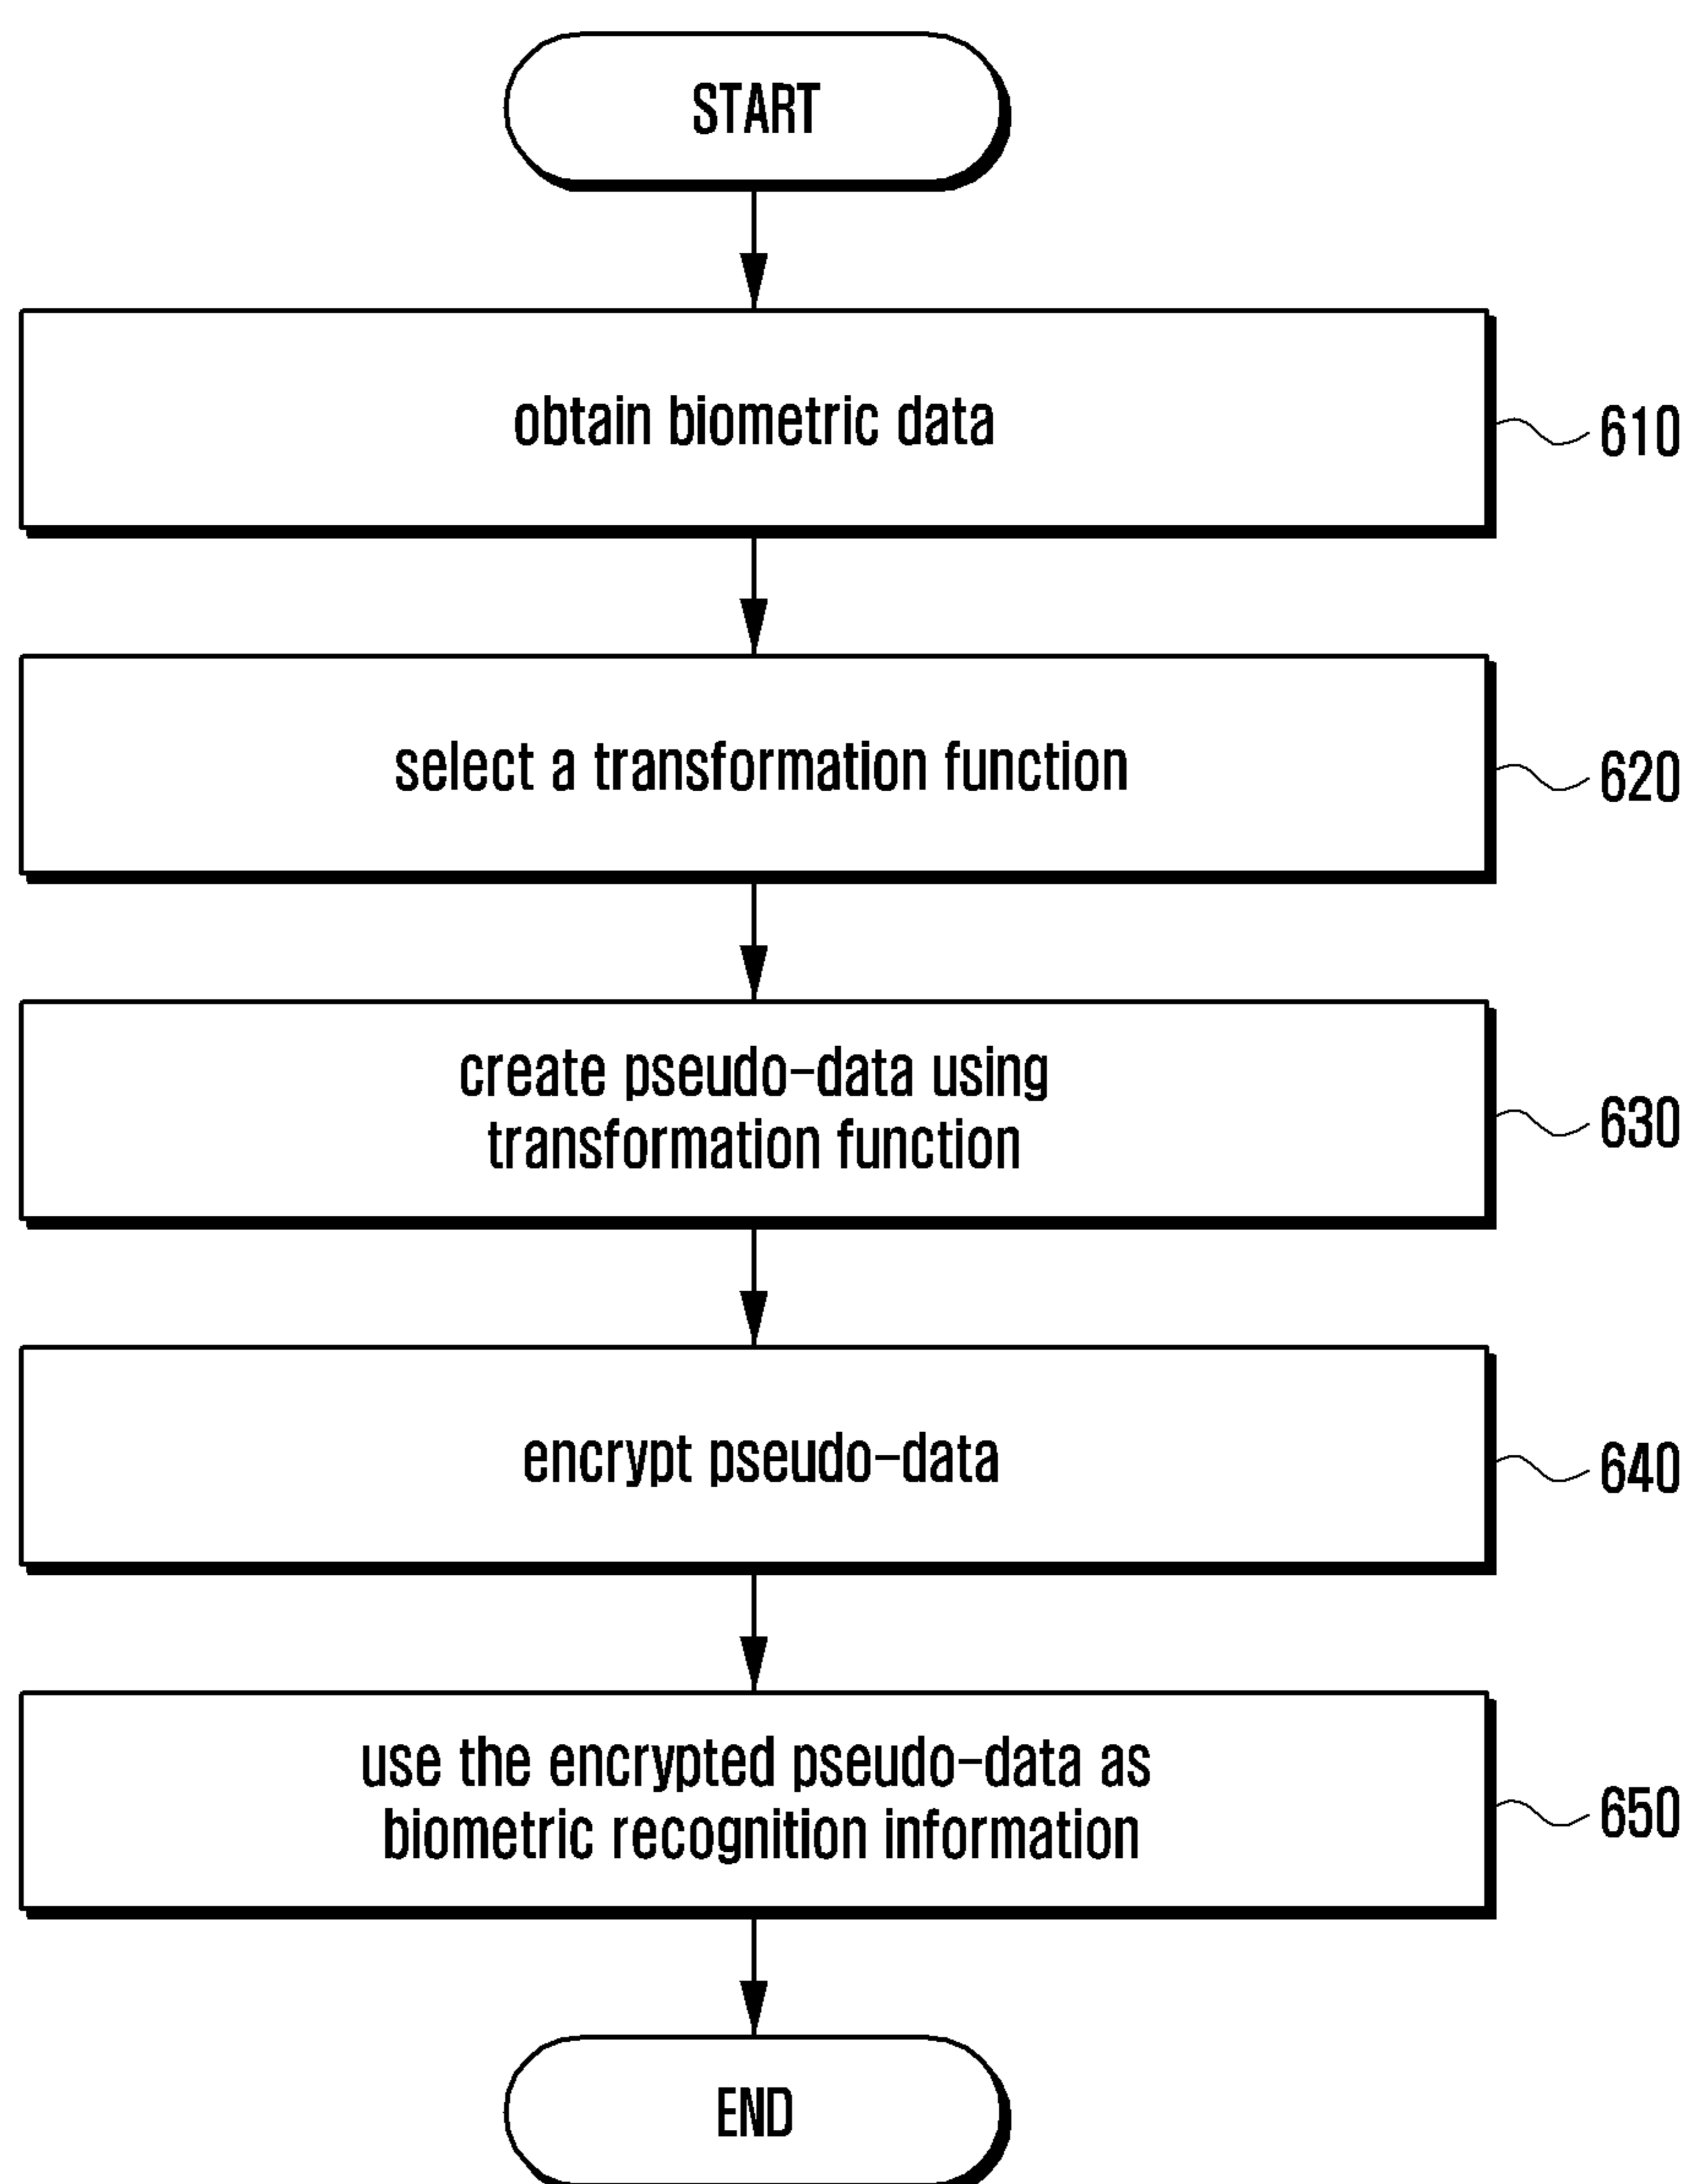 START
obtain biometric data
610
select a transformation function
620
create pseudo-data using
transformation function
630
encrypt pseudo-data
640
use the encrypted pseudo-data as
biometric recognition information
650
END